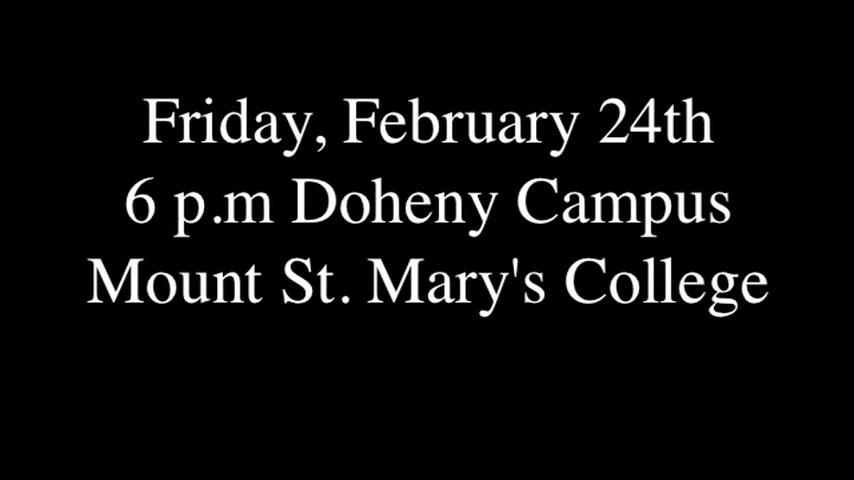 Friday, February 24th
6 p.m Doheny Campus
Mount St. Mary's College